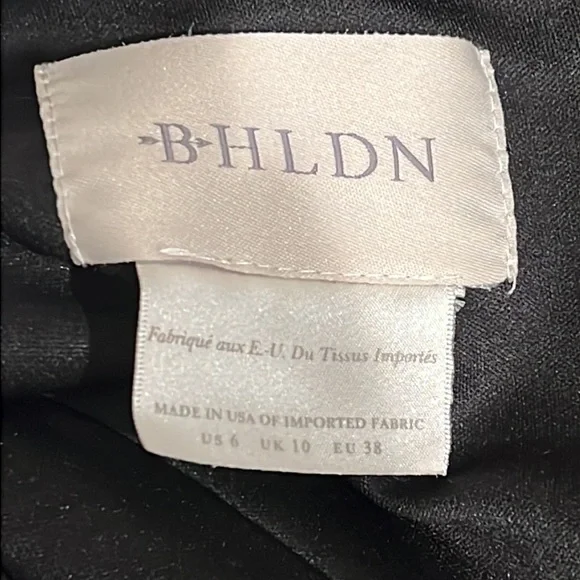 BHLDN
Fabriqué aux E.-U. Du Tissus Importés
MADE IN USA OF IMPORTED FABRIC
US 6 UK 10 EU 38